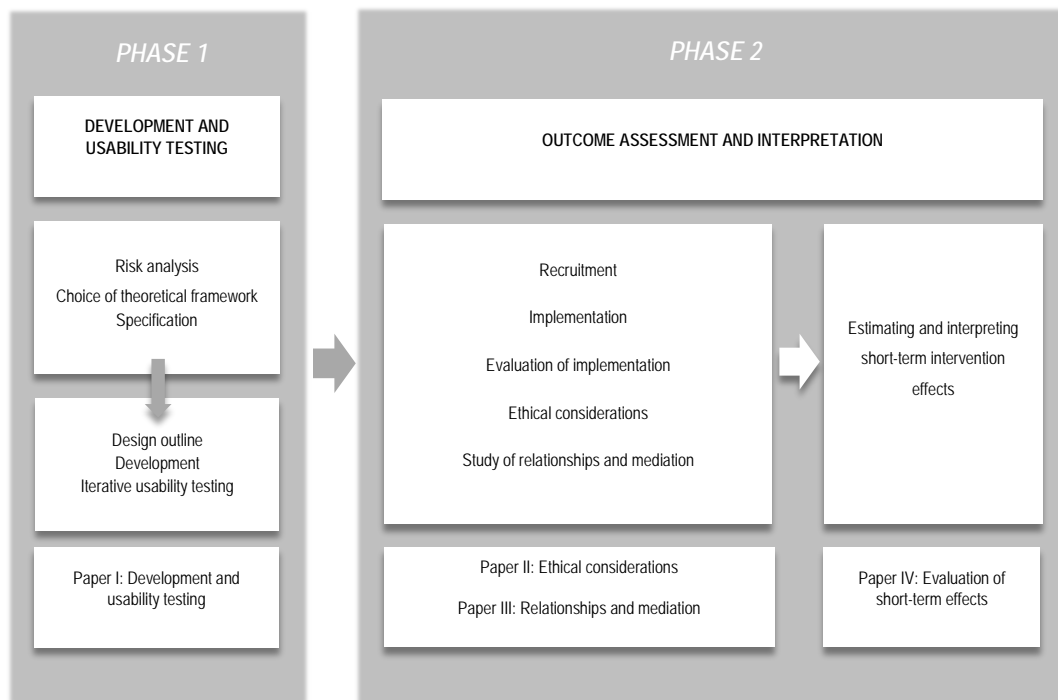 PHASE 1
DEVELOPMENT AND
USABILITY TESTING
Risk analysis
Choice of theoretical framework
Specification
Design outline
Development
Iterative usability testing
Paper I: Development and
usability testing
PHASE 2
OUTCOME ASSESSMENT AND INTERPRETATION
Recruitment
Implementation
Evaluation of implementation
Ethical considerations
Study of relationships and mediation
Paper II: Ethical considerations
Paper III: Relationships and mediation
Estimating and interpreting
short-term intervention
effects
Paper IV: Evaluation of
short-term effects